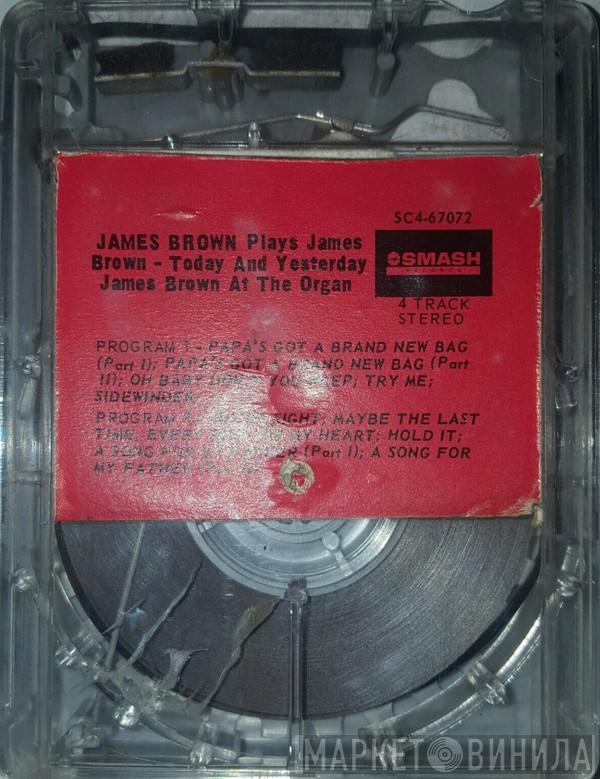 SC4-67072
JAMES BROWN Plays James
Brown - Today And Yesterday
James Brown At The Organ
SMASH
RECORDS
4 TRACK
STEREO
PROGRAM 1 - PAPA'S GOT A BRAND NEW BAG
(Part I); PAPA'S GOT A BRAND NEW BAG (Part
II); OH BABY DON'T YOU WEEP; TRY ME;
SIDEWINDER
PROGRAM MAYBE THE LAST
TIME; EVERY MY HEART; HOLD IT;
A SONG FOR MY FATHER (Part I); A SONG FOR
MY FATHER
МАРКЕТ ВИНИЛА